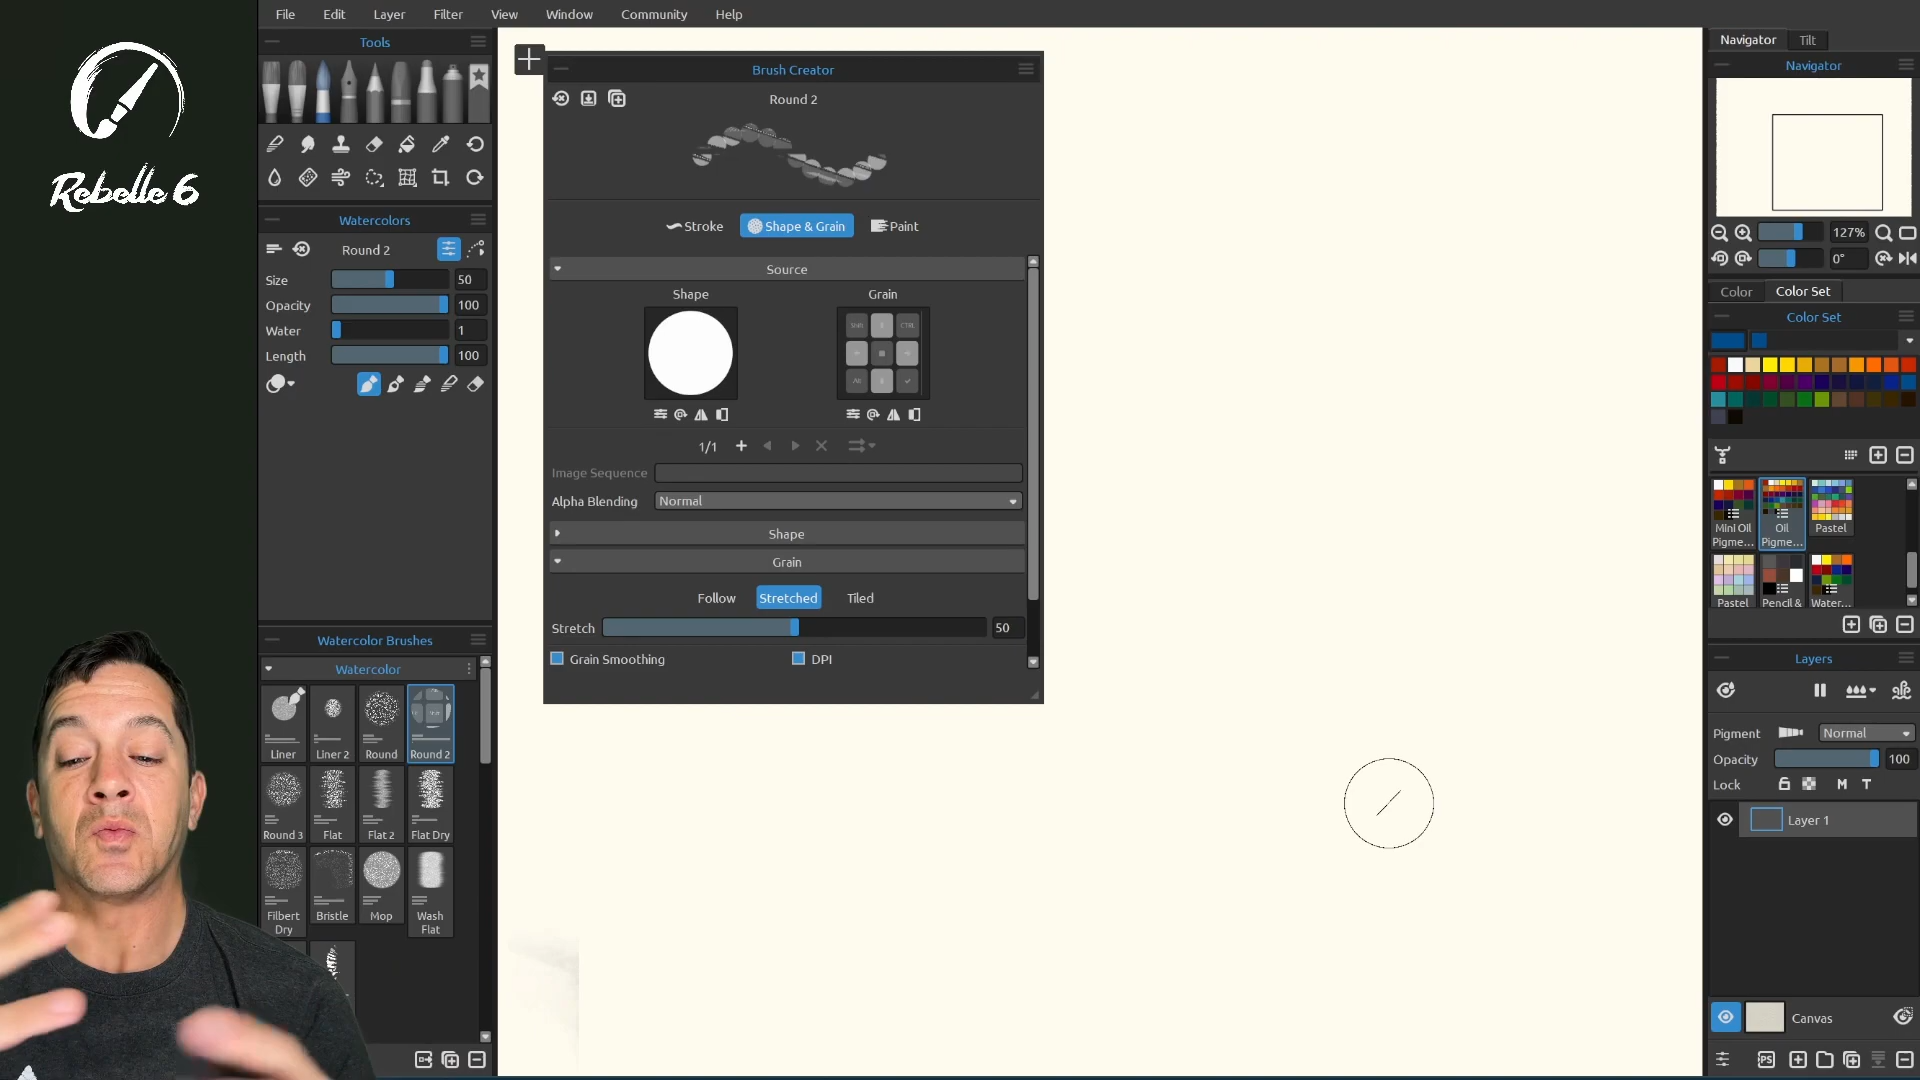 File Edit Layer Filter View Window Community Help
Rebelle 6
Tools
Watercolors
Round 2
Size 50
Opacity 100
Water 1
Length 100
Watercolor Brushes
Watercolor
Liner Liner 2 Round Round 2
Round 3 Flat Flat 2 Flat Dry
Filbert Dry Bristle Mop Wash Flat
Brush Creator
Round 2
Stroke Shape & Grain Paint
Source
Shape Grain
Shift CTRL
Alt
1/1
Image Sequence
Alpha Blending Normal
Shape
Grain
Follow Stretched Tiled
Stretch 50
Grain Smoothing DPI
Navigator Tilt
Navigator
127%
0°
Color Color Set
Color Set
Mini Oil Pigme... Oil Pigme... Pastel
Pastel Pencil & Water...
Layers
Pigment Normal
Opacity 100
Lock M T
Layer 1
Canvas
PS